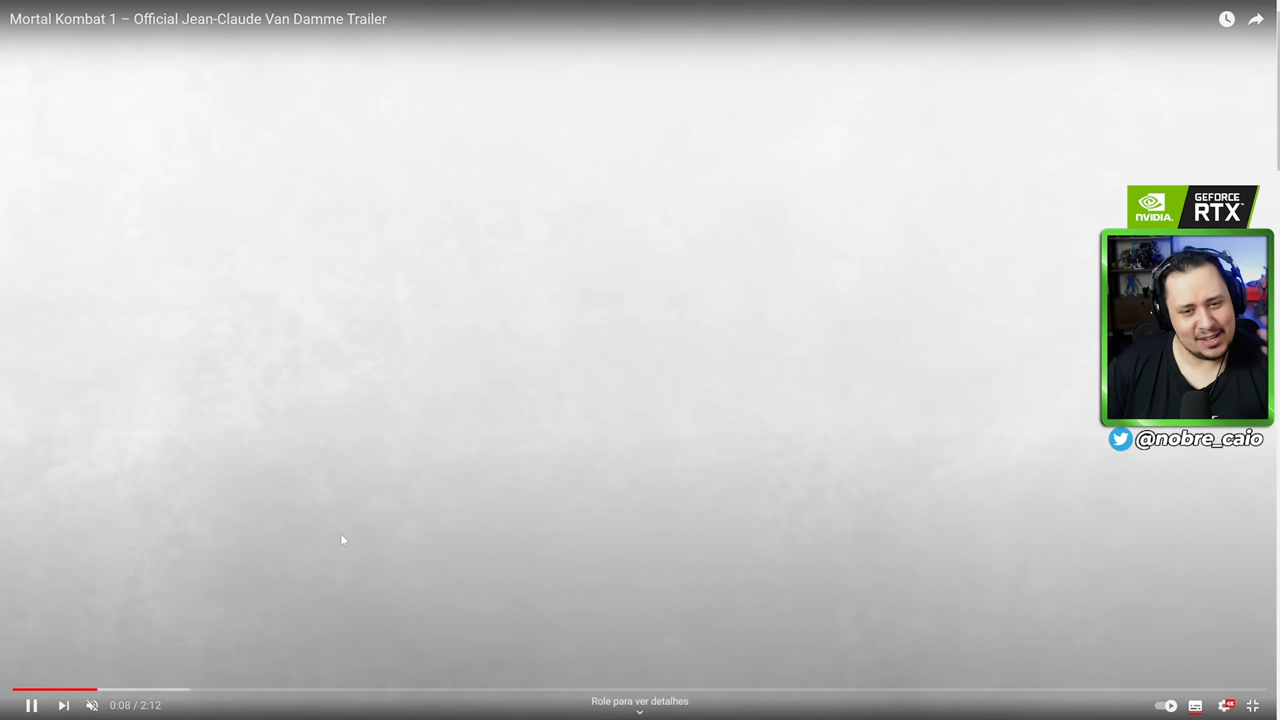 Mortal Kombat 1 – Official Jean-Claude Van Damme Trailer
NVIDIA.
GEFORCE
RTX
@nobre_caio
Role para ver detalhes
0:08 / 2:12
4K